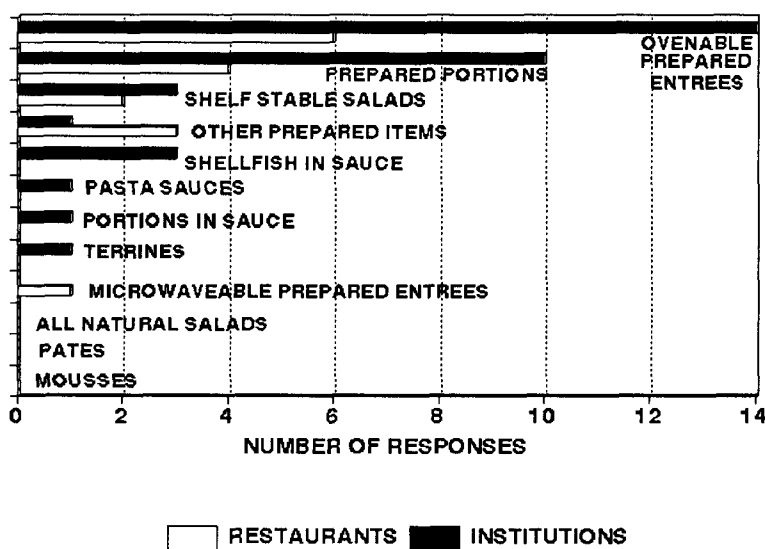 OVENABLE
PREPARED
ENTREES
PREPARED PORTIONS
SHELF STABLE SALADS
OTHER PREPARED ITEMS
SHELLFISH IN SAUCE
PASTA SAUCES
PORTIONS IN SAUCE
TERRINES
MICROWAVEABLE PREPARED ENTREES
ALL NATURAL SALADS
PATES
MOUSSES
0 2 4 6 8 10 12 14
NUMBER OF RESPONSES
RESTAURANTS INSTITUTIONS